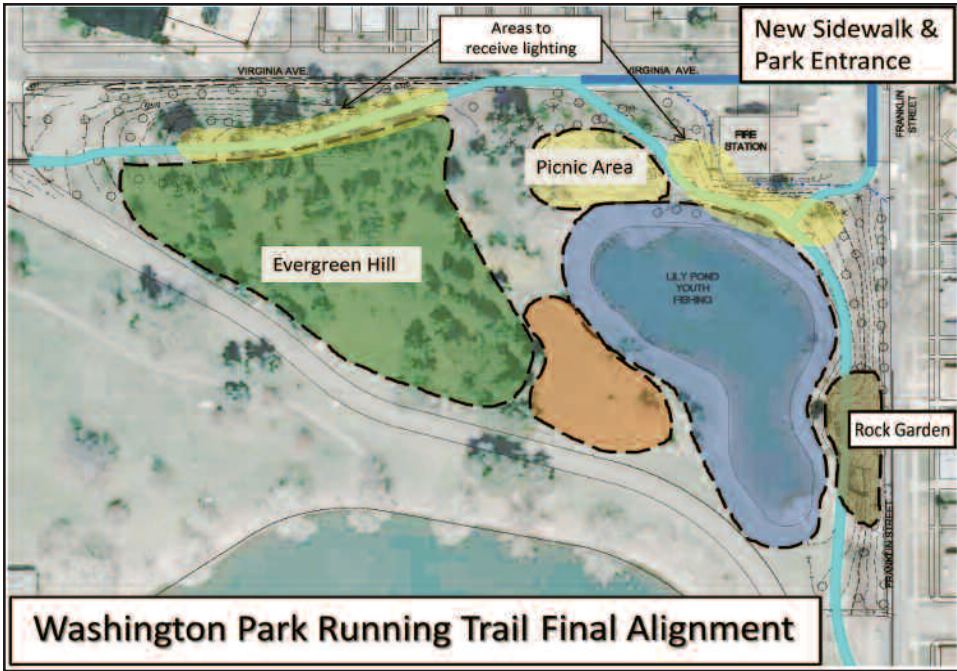 Areas to
receive lighting
New Sidewalk &
Park Entrance
VIRGINIA AVE.
VIRGINIA AVE.
FRANKLIN
STREET
FIRE
STATION
Picnic Area
Evergreen Hill
LILY POND
YOUTH
FISHING
Rock Garden
FRANKLIN STREET
Washington Park Running Trail Final Alignment